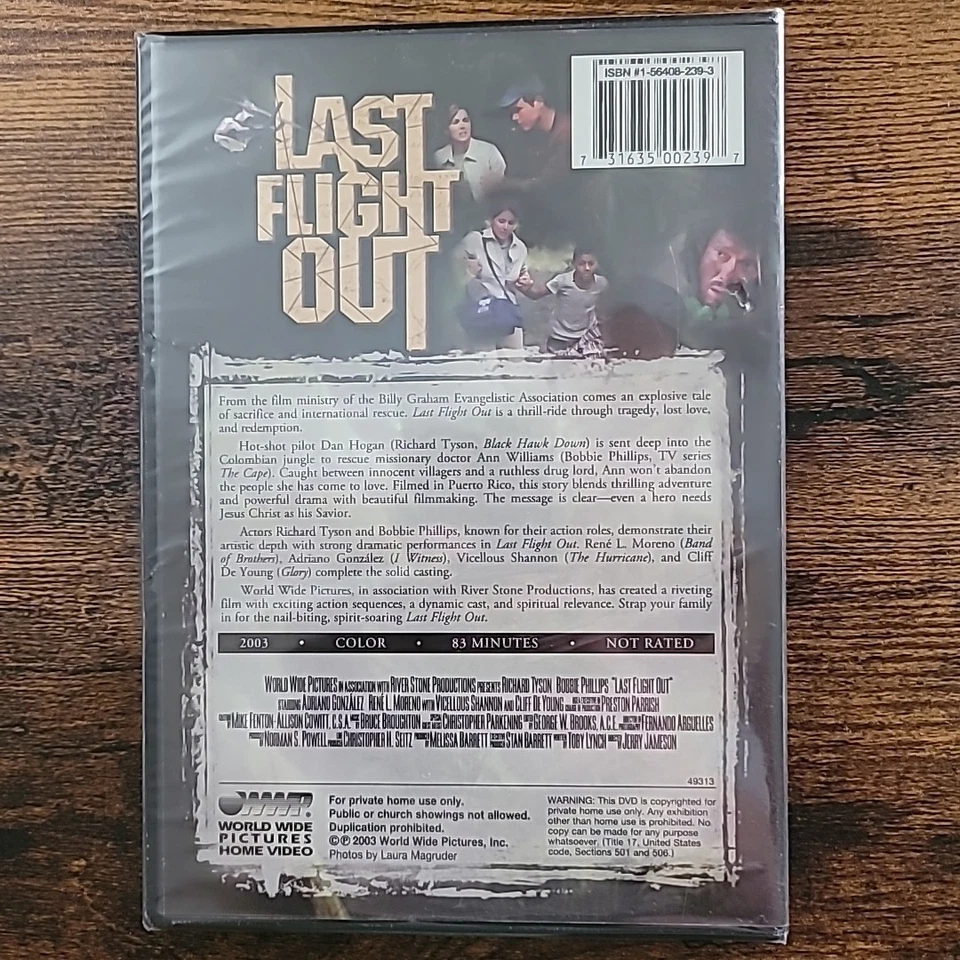 LAST
FLIGHT
OUT
ISBN #1-56408-239-3
7 31635 00239 7
From the film ministry of the Billy Graham Evangelistic Association comes an explosive tale
of sacrifice and international rescue. Last Flight Out is a thrill-ride through tragedy, lost love,
and redemption.
Hot-shot pilot Dan Hogan (Richard Tyson, Black Hawk Down) is sent deep into the
Colombian jungle to rescue missionary doctor Ann Williams (Bobbie Phillips, TV series
The Cape). Caught between innocent villagers and a ruthless drug lord, Ann won't abandon
the people she has come to love. Filmed in Puerto Rico, this story blends thrilling adventure
and powerful drama with beautiful filmmaking. The message is clear—even a hero needs
Jesus Christ as his Savior.
Actors Richard Tyson and Bobbie Phillips, known for their action roles, demonstrate their
artistic depth with strong dramatic performances in Last Flight Out. René L. Moreno (Band
of Brothers), Adriano González (I Witness), Vicellous Shannon (The Hurricane), and Cliff
De Young (Glory) complete the solid casting.
World Wide Pictures, in association with River Stone Productions, has created a riveting
film with exciting action sequences, a dynamic cast, and spiritual relevance. Strap your family
in for the nail-biting, spirit-soaring Last Flight Out.
2003 • COLOR • 83 MINUTES • NOT RATED
WORLD WIDE PICTURES IN ASSOCIATION WITH RIVER STONE PRODUCTIONS PRESENTS RICHARD TYSON BOBBIE PHILLIPS "LAST FLIGHT OUT"
STARRING ADRIANO GONZÁLEZ RENÉ L. MORENO WITH VICELLOUS SHANNON AND CLIFF DE YOUNG PRESTON PARRISH
MIKE FENTON-ALLISON COWITT, C.S.A. BRUCE BROUGHTON CHRISTOPHER PARKENING GEORGE W. BROOKS, A.C.E. FERNANDO ARGUELLES
NORMAN S. POWELL CHRISTOPHER H. SEITZ MELISSA BARRETT STAN BARRETT TOBY LYNCH JERRY JAMESON
49313
WWP®
WORLD WIDE
PICTURES
HOME VIDEO
For private home use only.
Public or church showings not allowed.
Duplication prohibited.
©℗ 2003 World Wide Pictures, Inc.
Photos by Laura Magruder
WARNING: This DVD is copyrighted for
private home use only. Any exhibition
other than home use is prohibited. No
copy can be made for any purpose
whatsoever. (Title 17, United States
code, Sections 501 and 506.)